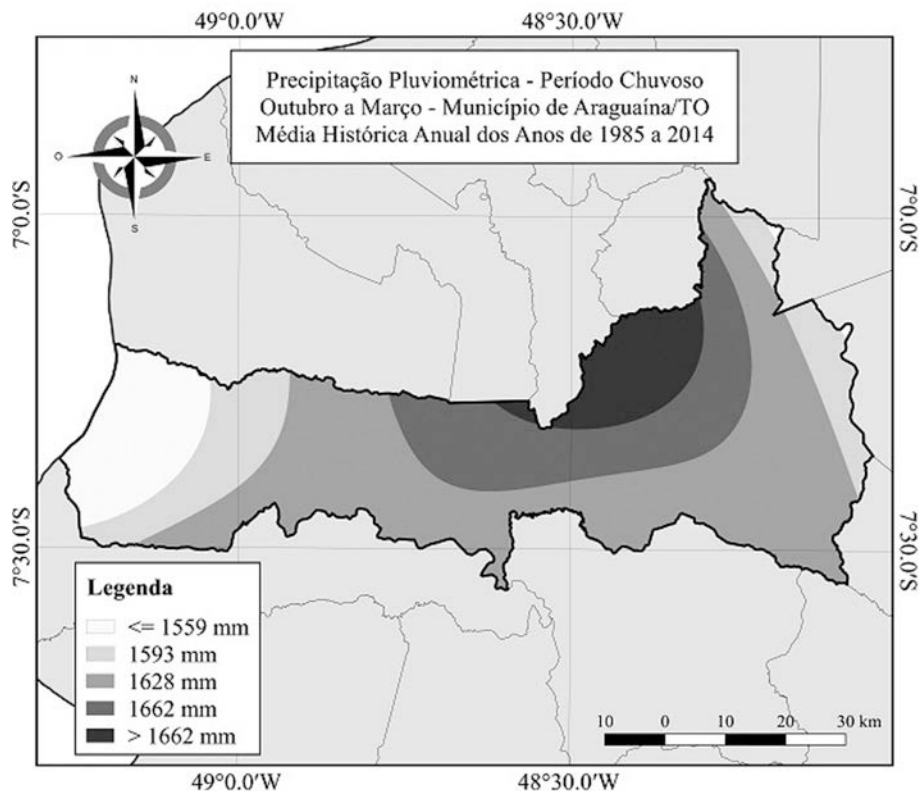 49°0.0'W 48°30.0'W
Precipitação Pluviométrica - Período Chuvoso
Outubro a Março - Município de Araguaína/TO
Média Histórica Anual dos Anos de 1985 a 2014
N
O E
S
7°0.0'S 7°0.0'S
7°30.0'S 7°30.0'S
Legenda
<= 1559 mm
1593 mm
1628 mm
1662 mm
> 1662 mm
10 0 10 20 30 km
49°0.0'W 48°30.0'W